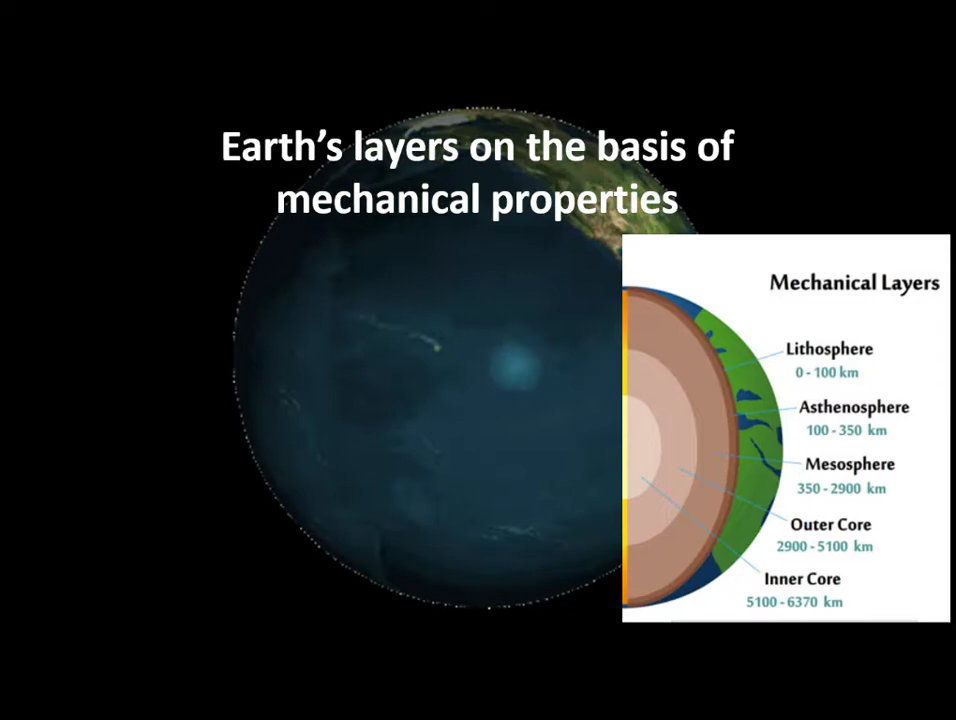 Earth’s layers on the basis of
mechanical properties
Mechanical Layers
Lithosphere
0 - 100 km
Asthenosphere
100 - 350 km
Mesosphere
350 - 2900 km
Outer Core
2900 - 5100 km
Inner Core
5100 - 6370 km